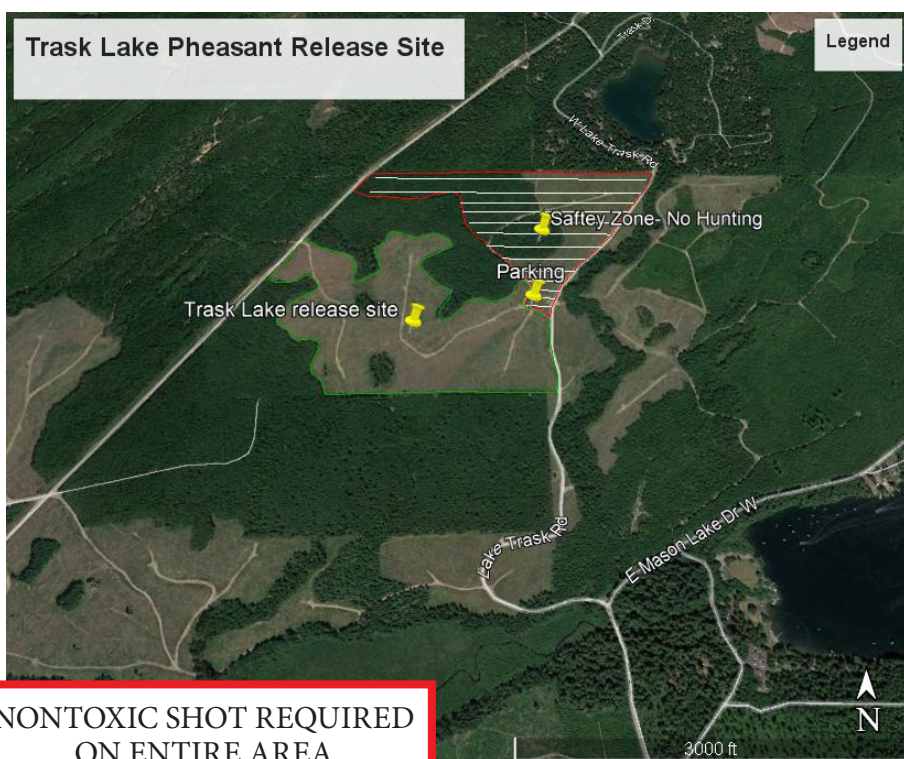 Trask Lake Pheasant Release Site
Legend
Trask D
W Lake Trask Rd
Saftey Zone- No Hunting
Parking
Trask Lake release site
Lake Trask Rd
E Mason Lake Dr W
NONTOXIC SHOT REQUIRED
ON ENTIRE AREA
N
3000 ft